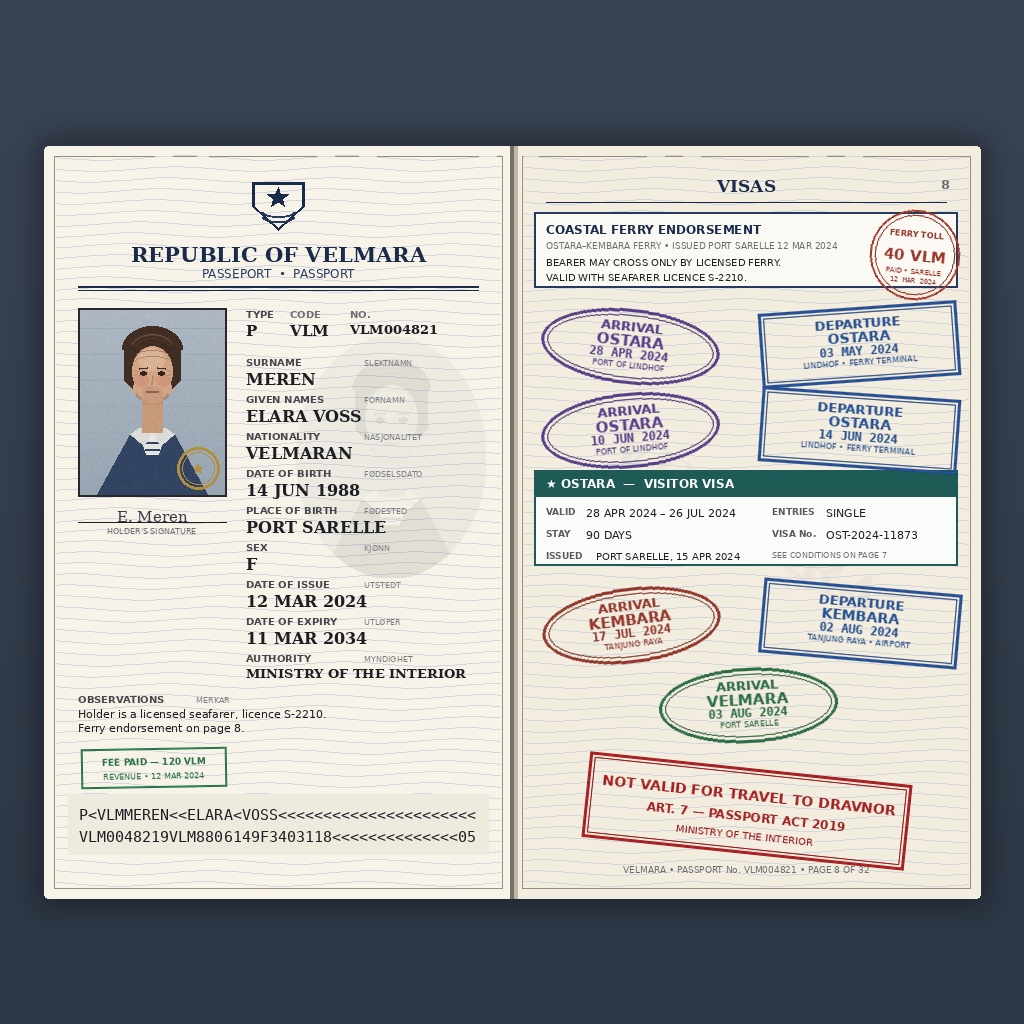 REPUBLIC OF VELMARA
PASSEPORT • PASSPORT
TYPE CODE NO.
P VLM VLM004821
SURNAME SLEKTNAMN
MEREN
GIVEN NAMES FORNAMN
ELARA VOSS
NATIONALITY NASJONALITET
VELMARAN
DATE OF BIRTH FØDSELSDATO
14 JUN 1988
PLACE OF BIRTH FØDESTED
PORT SARELLE
SEX KJØNN
F
DATE OF ISSUE UTSTEDT
12 MAR 2024
DATE OF EXPIRY UTLØPER
11 MAR 2034
AUTHORITY MYNDIGHET
MINISTRY OF THE INTERIOR
E. Meren
HOLDER'S SIGNATURE
OBSERVATIONS MERKAR
Holder is a licensed seafarer, licence S-2210.
Ferry endorsement on page 8.
FEE PAID — 120 VLM
REVENUE • 12 MAR 2024
P<VLMMEREN<<ELARA<VOSS<<<<<<<<<<<<<<<<<<<<<<
VLM0048219VLM8806149F3403118<<<<<<<<<<<<<<05
VISAS
8
COASTAL FERRY ENDORSEMENT
OSTARA–KEMBARA FERRY • ISSUED PORT SARELLE 12 MAR 2024
BEARER MAY CROSS ONLY BY LICENSED FERRY.
VALID WITH SEAFARER LICENCE S-2210.
FERRY TOLL
40 VLM
PAID • SARELLE
12 MAR 2024
ARRIVAL
OSTARA
28 APR 2024
PORT OF LINDHOF
DEPARTURE
OSTARA
03 MAY 2024
LINDHOF • FERRY TERMINAL
ARRIVAL
OSTARA
10 JUN 2024
PORT OF LINDHOF
DEPARTURE
OSTARA
14 JUN 2024
LINDHOF • FERRY TERMINAL
★ OSTARA — VISITOR VISA
VALID 28 APR 2024 – 26 JUL 2024 ENTRIES SINGLE
STAY 90 DAYS VISA No. OST-2024-11873
ISSUED PORT SARELLE, 15 APR 2024 SEE CONDITIONS ON PAGE 7
ARRIVAL
KEMBARA
17 JUL 2024
TANJUNG RAYA
DEPARTURE
KEMBARA
02 AUG 2024
TANJUNG RAYA • AIRPORT
ARRIVAL
VELMARA
03 AUG 2024
PORT SARELLE
NOT VALID FOR TRAVEL TO DRAVNOR
ART. 7 — PASSPORT ACT 2019
MINISTRY OF THE INTERIOR
VELMARA • PASSPORT No. VLM004821 • PAGE 8 OF 32